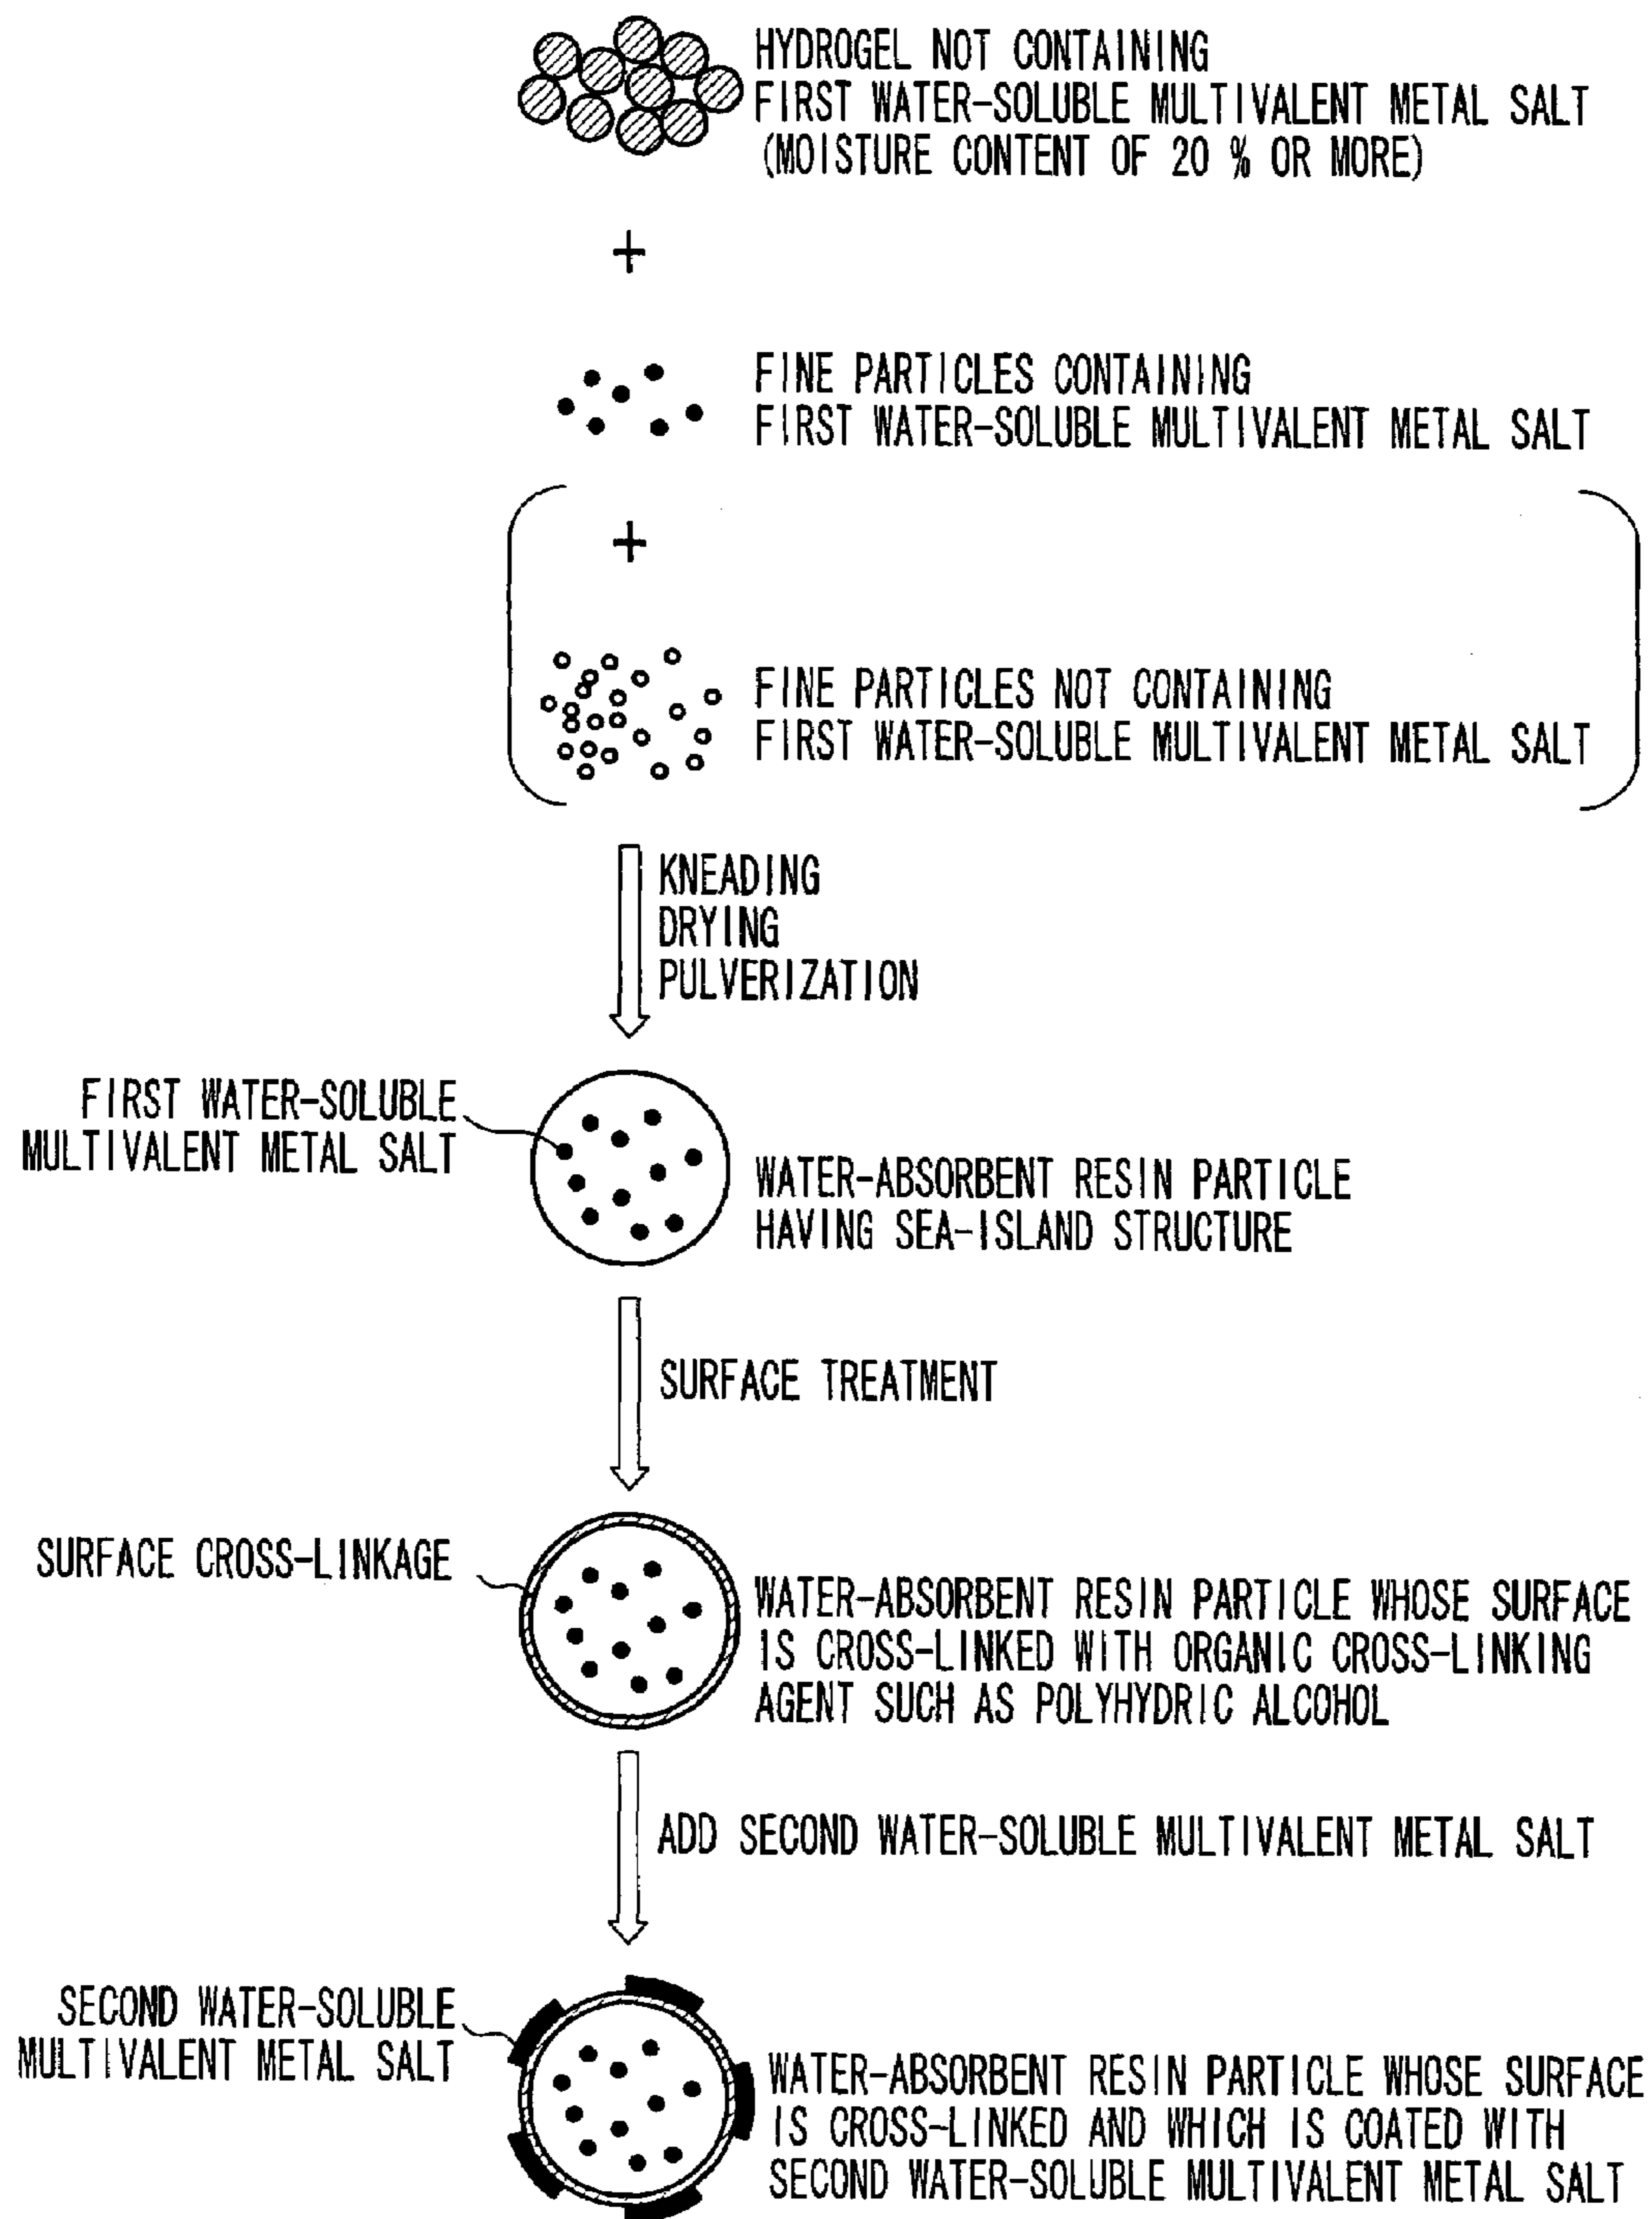 HYDROGEL NOT CONTAINING
FIRST WATER-SOLUBLE MULTIVALENT METAL SALT
(MOISTURE CONTENT OF 20 % OR MORE)
+
FINE PARTICLES CONTAINING
FIRST WATER-SOLUBLE MULTIVALENT METAL SALT
+
FINE PARTICLES NOT CONTAINING
FIRST WATER-SOLUBLE MULTIVALENT METAL SALT
KNEADING
DRYING
PULVERIZATION
FIRST WATER-SOLUBLE
MULTIVALENT METAL SALT
WATER-ABSORBENT RESIN PARTICLE
HAVING SEA-ISLAND STRUCTURE
SURFACE TREATMENT
SURFACE CROSS-LINKAGE
WATER-ABSORBENT RESIN PARTICLE WHOSE SURFACE
IS CROSS-LINKED WITH ORGANIC CROSS-LINKING
AGENT SUCH AS POLYHYDRIC ALCOHOL
ADD SECOND WATER-SOLUBLE MULTIVALENT METAL SALT
SECOND WATER-SOLUBLE
MULTIVALENT METAL SALT
WATER-ABSORBENT RESIN PARTICLE WHOSE SURFACE
IS CROSS-LINKED AND WHICH IS COATED WITH
SECOND WATER-SOLUBLE MULTIVALENT METAL SALT